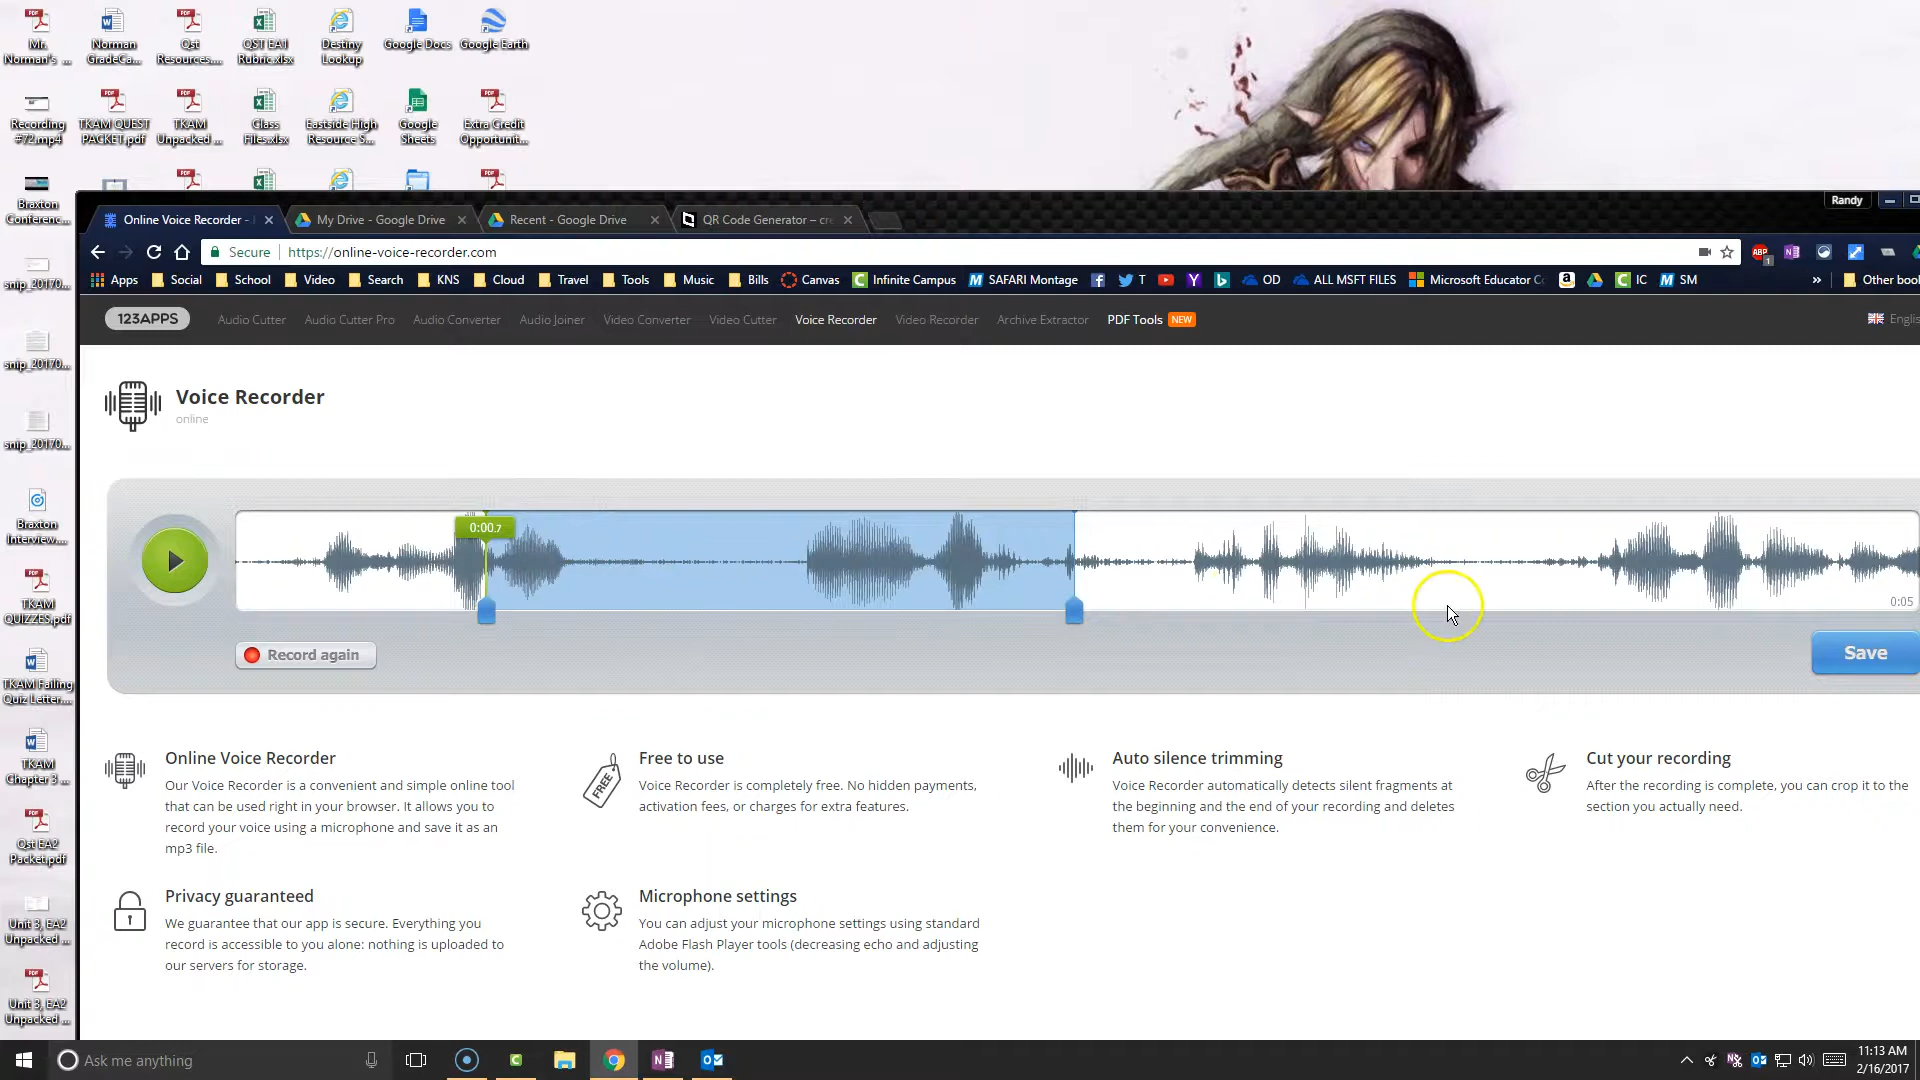 Mr.
Norman's ...
Norman
GradeCa...
Qst
Resources....
QST EA1
Rubric.xlsx
Destiny
Lookup
Google Docs
Google Earth
Recording
#72.mp4
TKAM QUEST
PACKET.pdf
TKAM
Unpacked ...
Class
Files.xlsx
Eastside High
Resource S...
Google
Sheets
Extra Credit
Opportunit...
Braxton
Conferenc...
snip_20170...
snip_20170...
snip_20170...
Braxton
Interview....
TKAM
QUIZZES.pdf
TKAM Failing
Quiz Letter....
TKAM
Chapter 3 ...
Qst EA2
Packet.pdf
Unit 3, EA2
Unpacked ...
Unit 3, EA2
Unpacked ...
Online Voice Recorder -
My Drive - Google Drive
Recent - Google Drive
QR Code Generator – cre
Randy
Secure
https://online-voice-recorder.com
Apps Social School Video Search KNS Cloud Travel Tools Music Bills Canvas Infinite Campus SAFARI Montage T OD ALL MSFT FILES Microsoft Educator Co IC SM » Other book
123APPS Audio Cutter Audio Cutter Pro Audio Converter Audio Joiner Video Converter Video Cutter Voice Recorder Video Recorder Archive Extractor PDF Tools NEW Englis
Voice Recorder
online
0:00.7
0:05
Record again
Save
Online Voice Recorder
Our Voice Recorder is a convenient and simple online tool
that can be used right in your browser. It allows you to
record your voice using a microphone and save it as an
mp3 file.
Free to use
FREE
Voice Recorder is completely free. No hidden payments,
activation fees, or charges for extra features.
Auto silence trimming
Voice Recorder automatically detects silent fragments at
the beginning and the end of your recording and deletes
them for your convenience.
Cut your recording
After the recording is complete, you can crop it to the
section you actually need.
Privacy guaranteed
We guarantee that our app is secure. Everything you
record is accessible to you alone: nothing is uploaded to
our servers for storage.
Microphone settings
You can adjust your microphone settings using standard
Adobe Flash Player tools (decreasing echo and adjusting
the volume).
Ask me anything
11:13 AM
2/16/2017